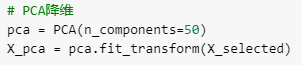 # PCA降维
pca = PCA(n_components=50)
X_pca = pca.fit_transform(X_selected)